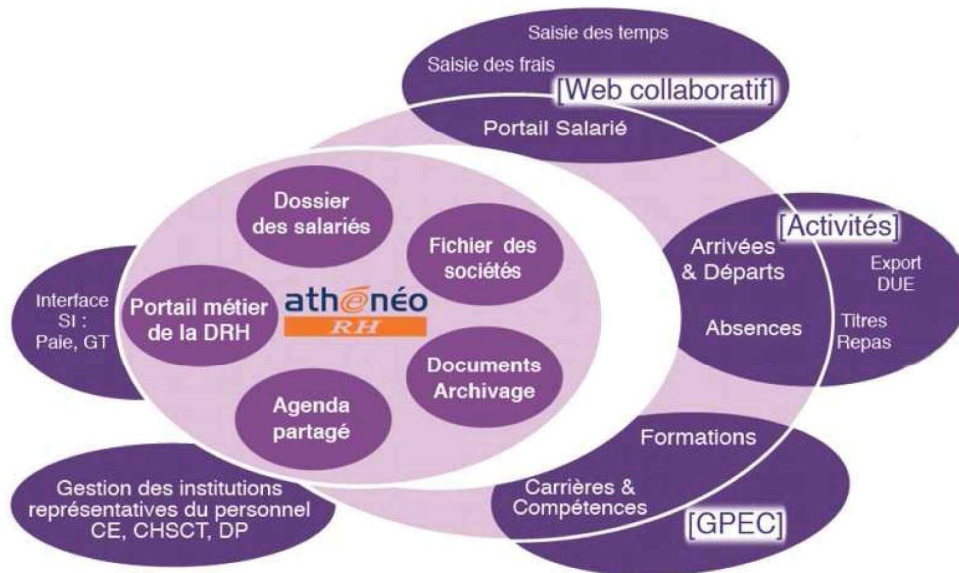 Saisie des temps
Saisie des frais
[Web collaboratif]
Portail Salarié
Dossier
des salariés
Fichier des
sociétés
[Activités]
Arrivées
& Départs
Export
DUE
Absences
Titres
Repas
Interface
SI :
Paie, GT
Portail métier
de la DRH
athénéo
RH
Documents
Archivage
Agenda
partagé
Formations
Carrières &
Compétences
[GPEC]
Gestion des institutions
représentatives du personnel
CE, CHSCT, DP